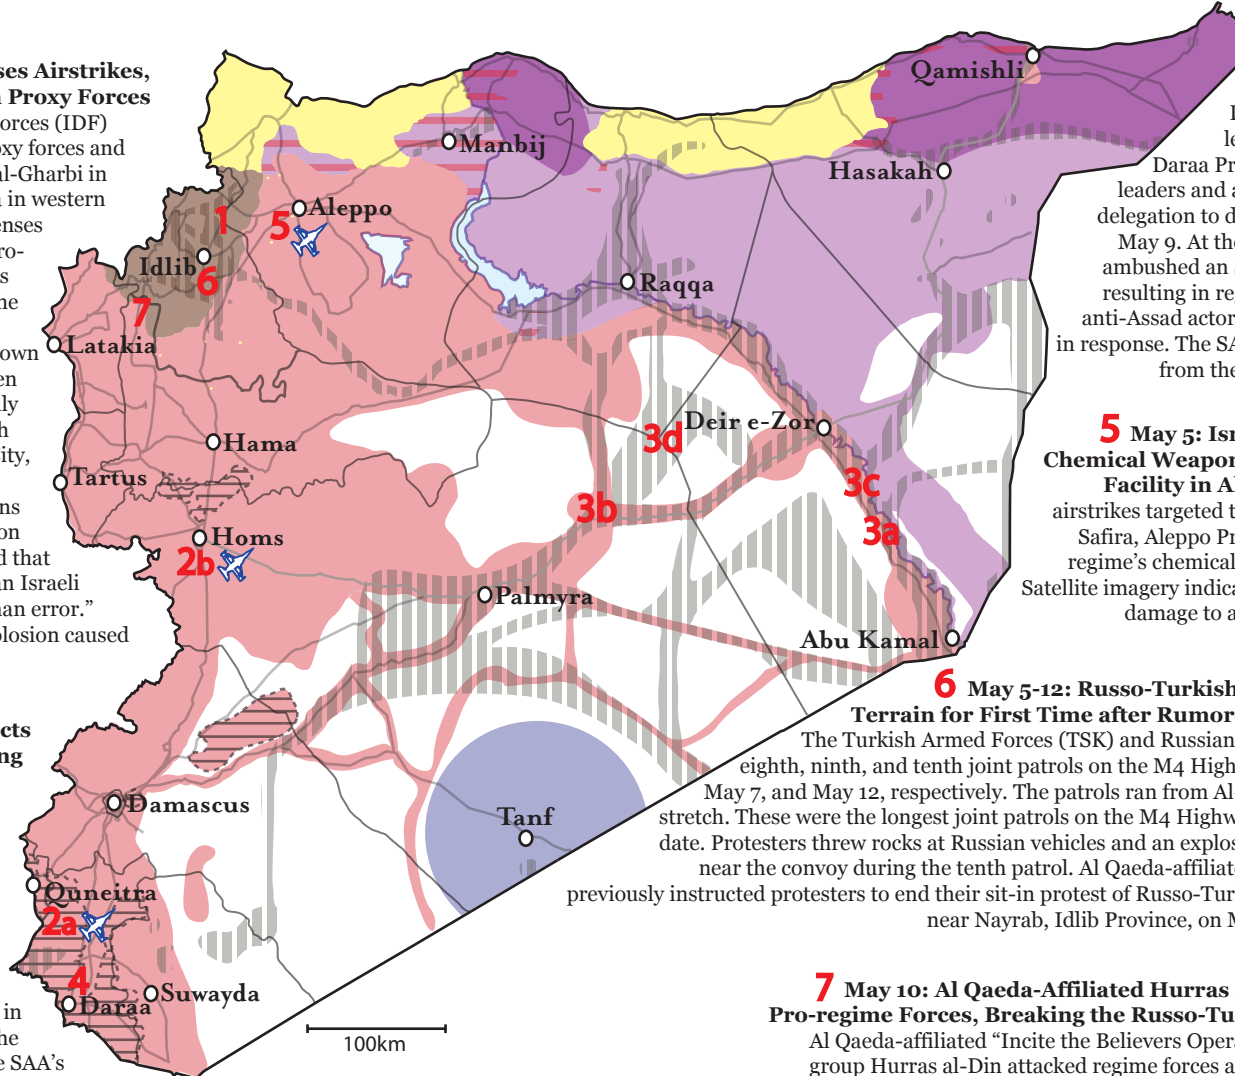 ses Airstrikes,
Proxy Forces
orces (IDF)
oxy forces and
al-Gharbi in
in western
enses
ro-
s
ne
own
en
ly
h
ity,
ns
on
d that
an Israeli
man error.”
plosion caused
cts
ng
in
he
e SAA’s
Qamishli
Manbij
Hasakah
1
5
Aleppo
Idlib
6
Raqqa
7
Latakia
3d
Deir e-Zor
Hama
3c
Tartus
3b
3a
Homs
2b
Palmyra
Abu Kamal
Damascus
Tanf
Quneitra
2a
4
Suwayda
Daraa
100km
le
Daraa Pr
leaders and a
delegation to d
May 9. At the
ambushed an
resulting in re
anti-Assad actor
in response. The SA
from the
5 May 5: Isr
Chemical Weapon
Facility in Al
airstrikes targeted t
Safira, Aleppo Pr
regime’s chemical
Satellite imagery indica
damage to a
6 May 5-12: Russo-Turkish
Terrain for First Time after Rumor
The Turkish Armed Forces (TSK) and Russian
eighth, ninth, and tenth joint patrols on the M4 High
May 7, and May 12, respectively. The patrols ran from Al
stretch. These were the longest joint patrols on the M4 Highw
date. Protesters threw rocks at Russian vehicles and an explos
near the convoy during the tenth patrol. Al Qaeda-affiliat
previously instructed protesters to end their sit-in protest of Russo-Tur
near Nayrab, Idlib Province, on M
7 May 10: Al Qaeda-Affiliated Hurras
Pro-regime Forces, Breaking the Russo-Tu
Al Qaeda-affiliated “Incite the Believers Opera
group Hurras al-Din attacked regime forces a